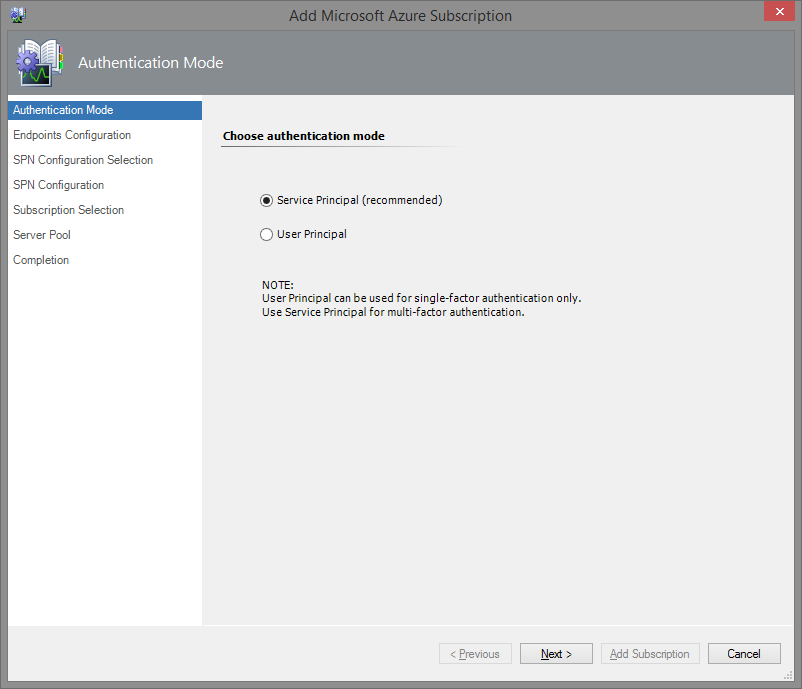 Add Microsoft Azure Subscription
Authentication Mode
Authentication Mode
Endpoints Configuration
SPN Configuration Selection
SPN Configuration
Subscription Selection
Server Pool
Completion
Choose authentication mode
Service Principal (recommended)
User Principal
NOTE:
User Principal can be used for single-factor authentication only.
Use Service Principal for multi-factor authentication.
< Previous
Next >
Add Subscription
Cancel